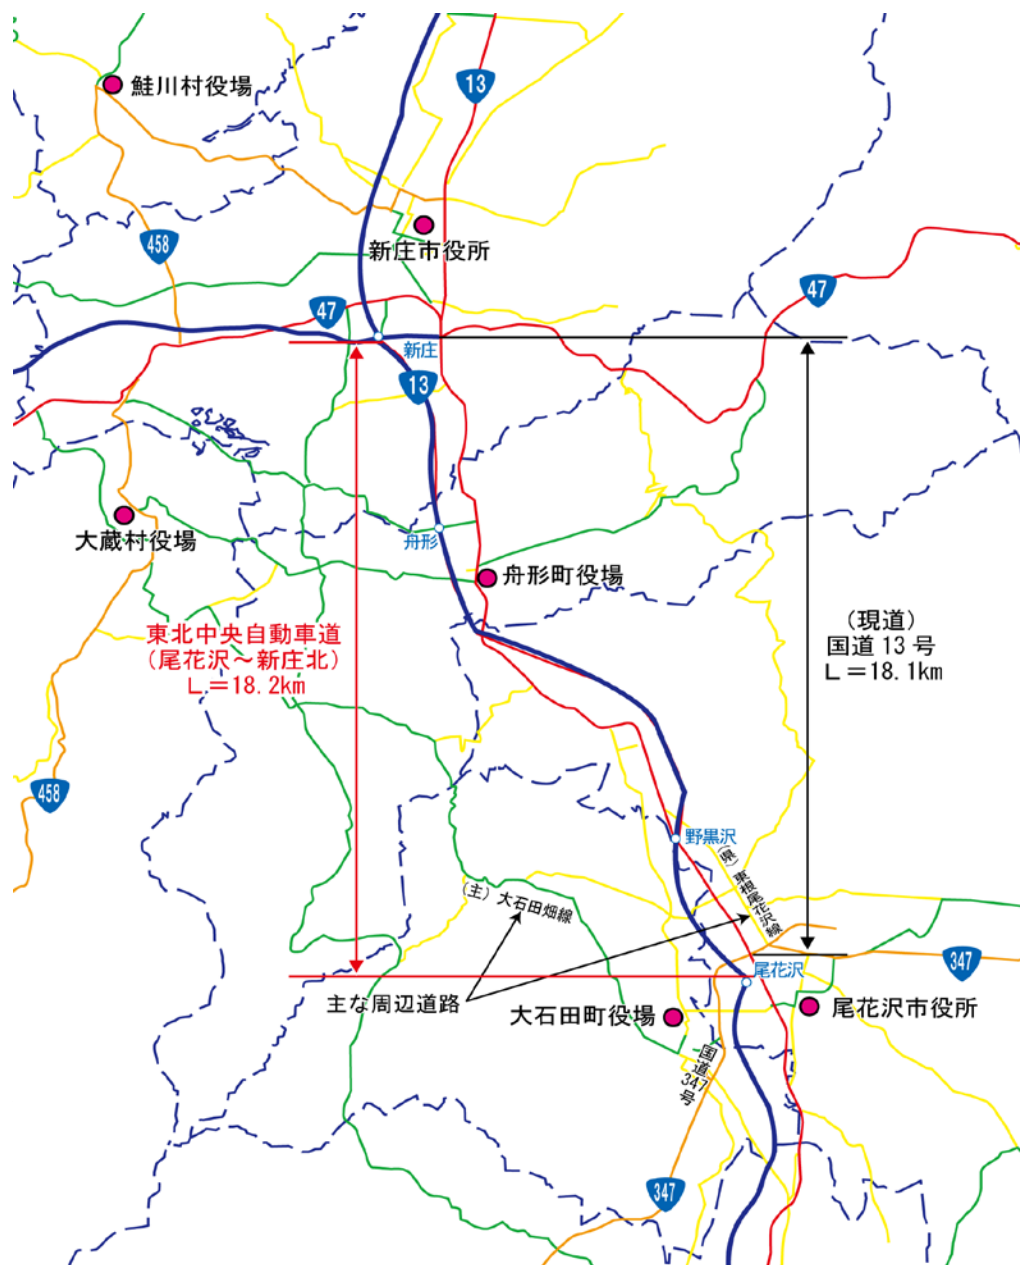 13
鮭川村役場
458
新庄市役所
47
47
新庄
13
大蔵村役場
舟形
舟形町役場
東北中央自動車道
(尾花沢~新庄北)
L=18.2km
(現道)
国道13号
L=18.1km
458
野黒沢
(主)大石田畑線
(県)東根尾花沢線
尾花沢
347
主な周辺道路
大石田町役場
尾花沢市役所
国道347号
347